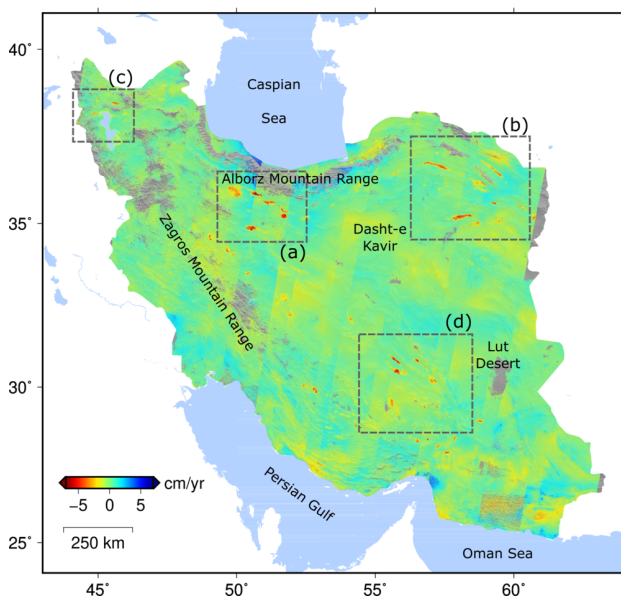 40°
35°
30°
25°
45°
50°
55°
60°
(c)
Caspian
Sea
(b)
Alborz Mountain Range
Dasht-e
Kavir
(a)
Zagros Mountain Range
(d)
Lut
Desert
−5
0
5
cm/yr
250 km
Persian Gulf
Oman Sea